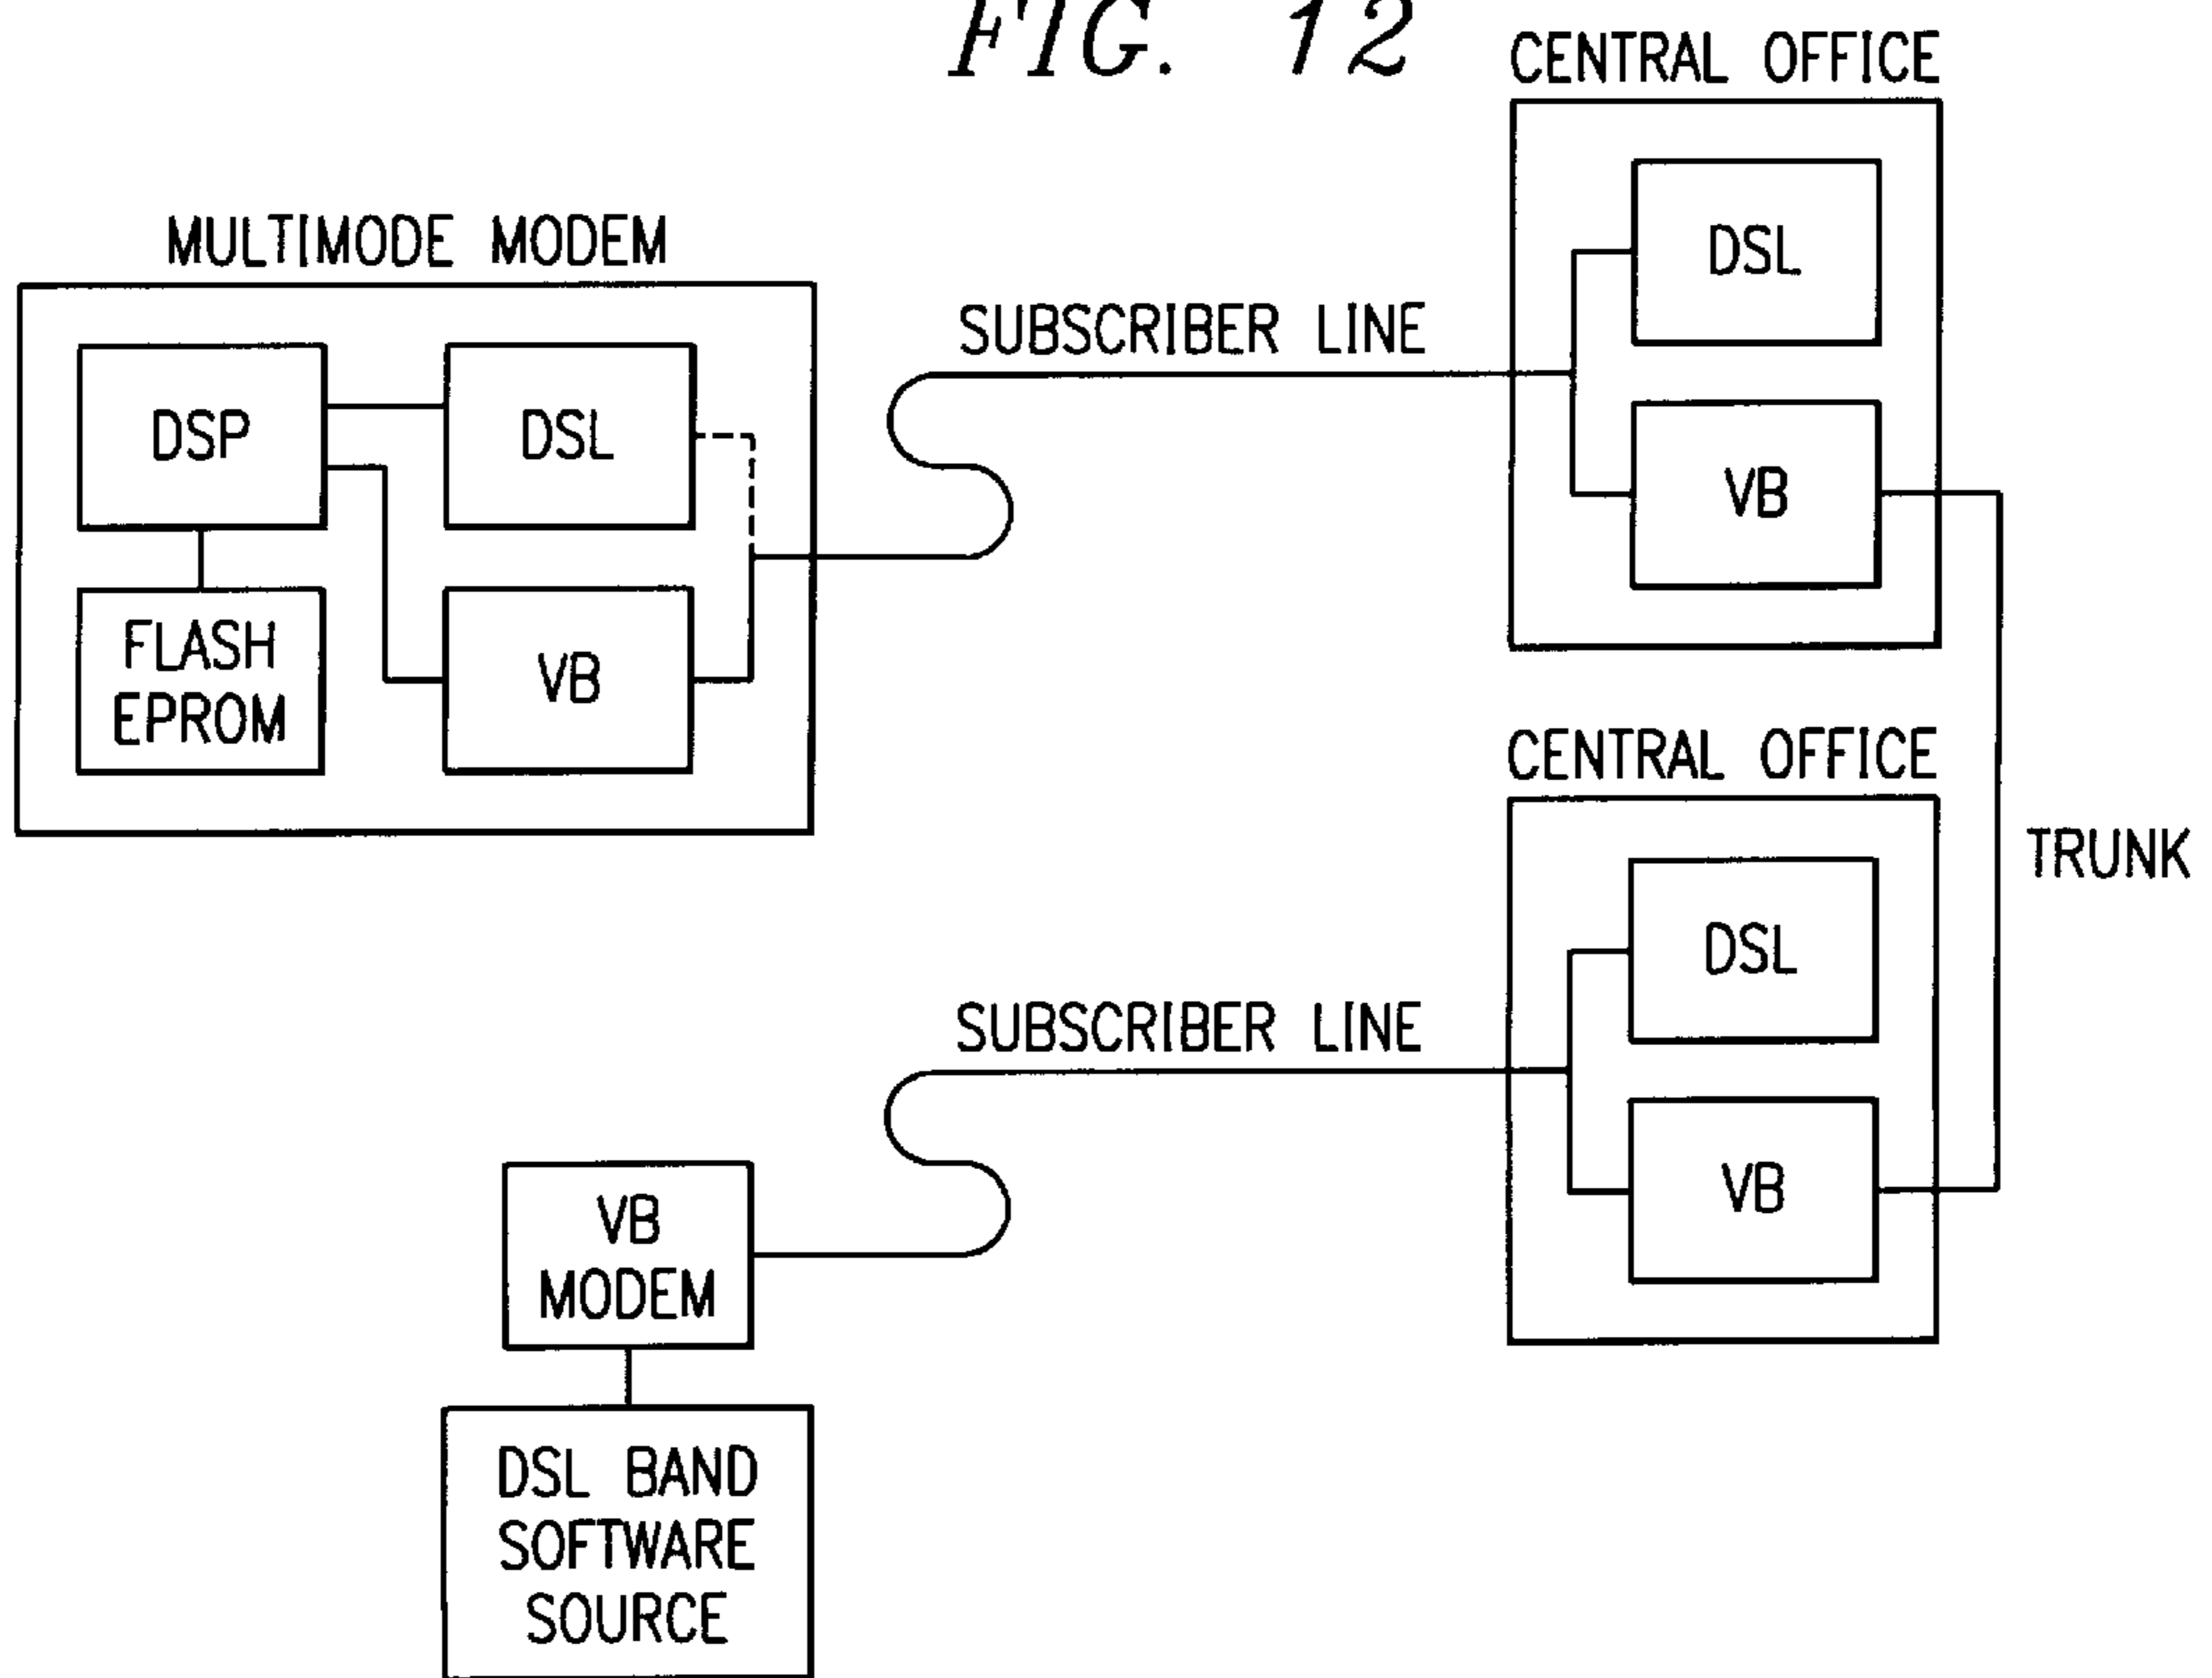 FIG. 12
CENTRAL OFFICE
DSL
VB
MULTIMODE MODEM
DSP
DSL
FLASH
EPROM
VB
SUBSCRIBER LINE
CENTRAL OFFICE
DSL
VB
TRUNK
SUBSCRIBER LINE
VB
MODEM
DSL BAND
SOFTWARE
SOURCE